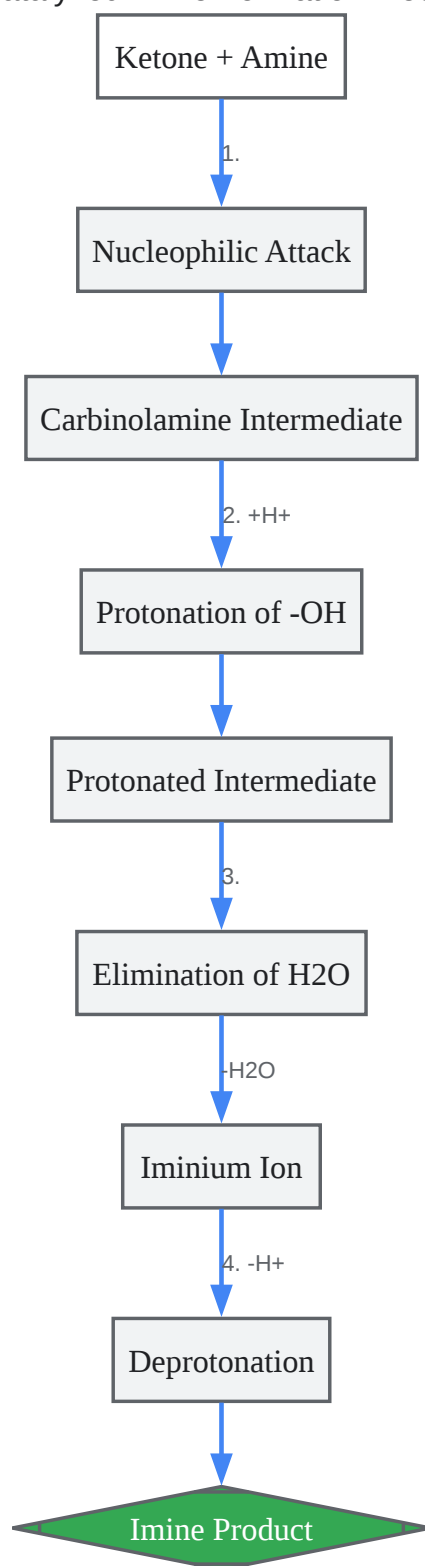 Ketone + Amine
1.
Nucleophilic Attack
Carbinolamine Intermediate
2. +H+
Protonation of -OH
Protonated Intermediate
3.
Elimination of H2O
-H2O
Iminium Ion
4. -H+
Deprotonation
Imine Product